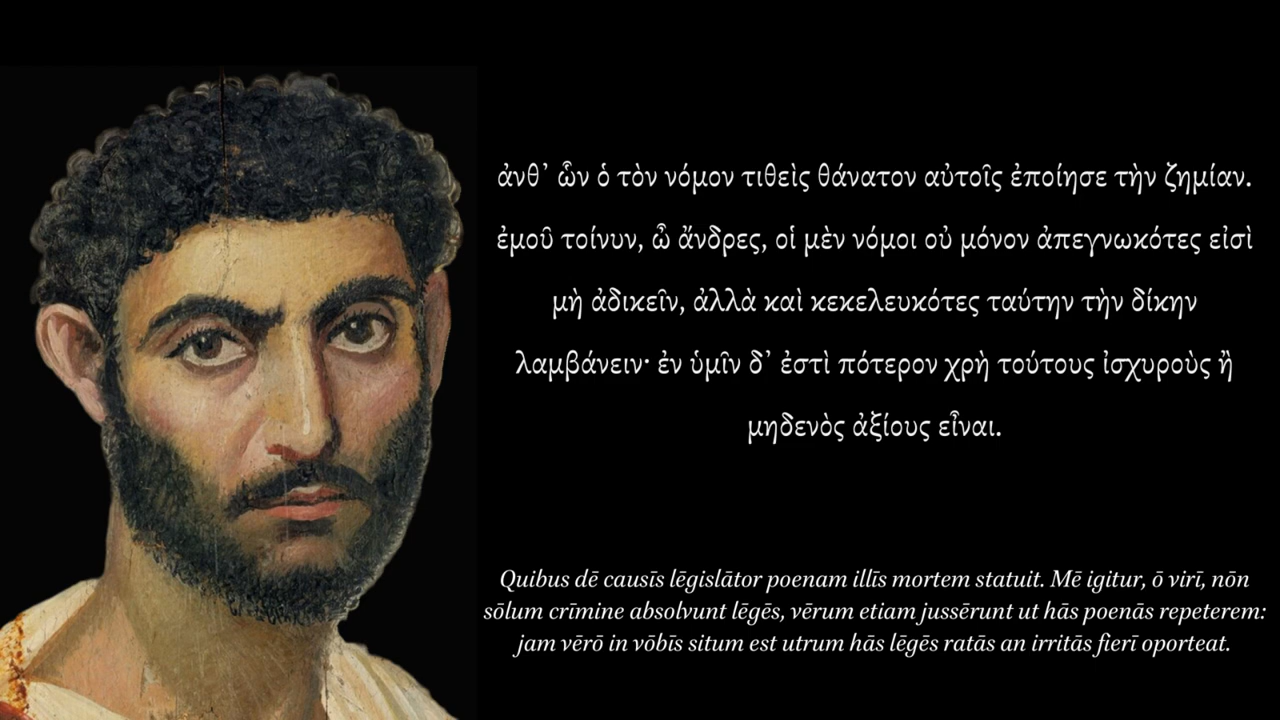 ἀνθ’ ὧν ὁ τὸν νόμον τιθεὶς θάνατον αὐτοῖς ἐποίησε τὴν ζημίαν.
ἐμοῦ τοίνυν, ὦ ἄνδρες, οἱ μὲν νόμοι οὐ μόνον ἀπεγνωκότες εἰσὶ
μὴ ἀδικεῖν, ἀλλὰ καὶ κεκελευκότες ταύτην τὴν δίκην
λαμβάνειν· ἐν ὑμῖν δ’ ἐστὶ πότερον χρὴ τούτους ἰσχυροὺς ἢ
μηδενὸς ἀξίους εἶναι.
Quibus dē causīs lēgislātor poenam illīs mortem statuit. Mē igitur, ō virī, nōn
sōlum crīmine absolvunt lēgēs, vērum etiam jussērunt ut hās poenās repeterem:
jam vērō in vōbīs situm est utrum hās lēgēs ratās an irritās fierī oporteat.